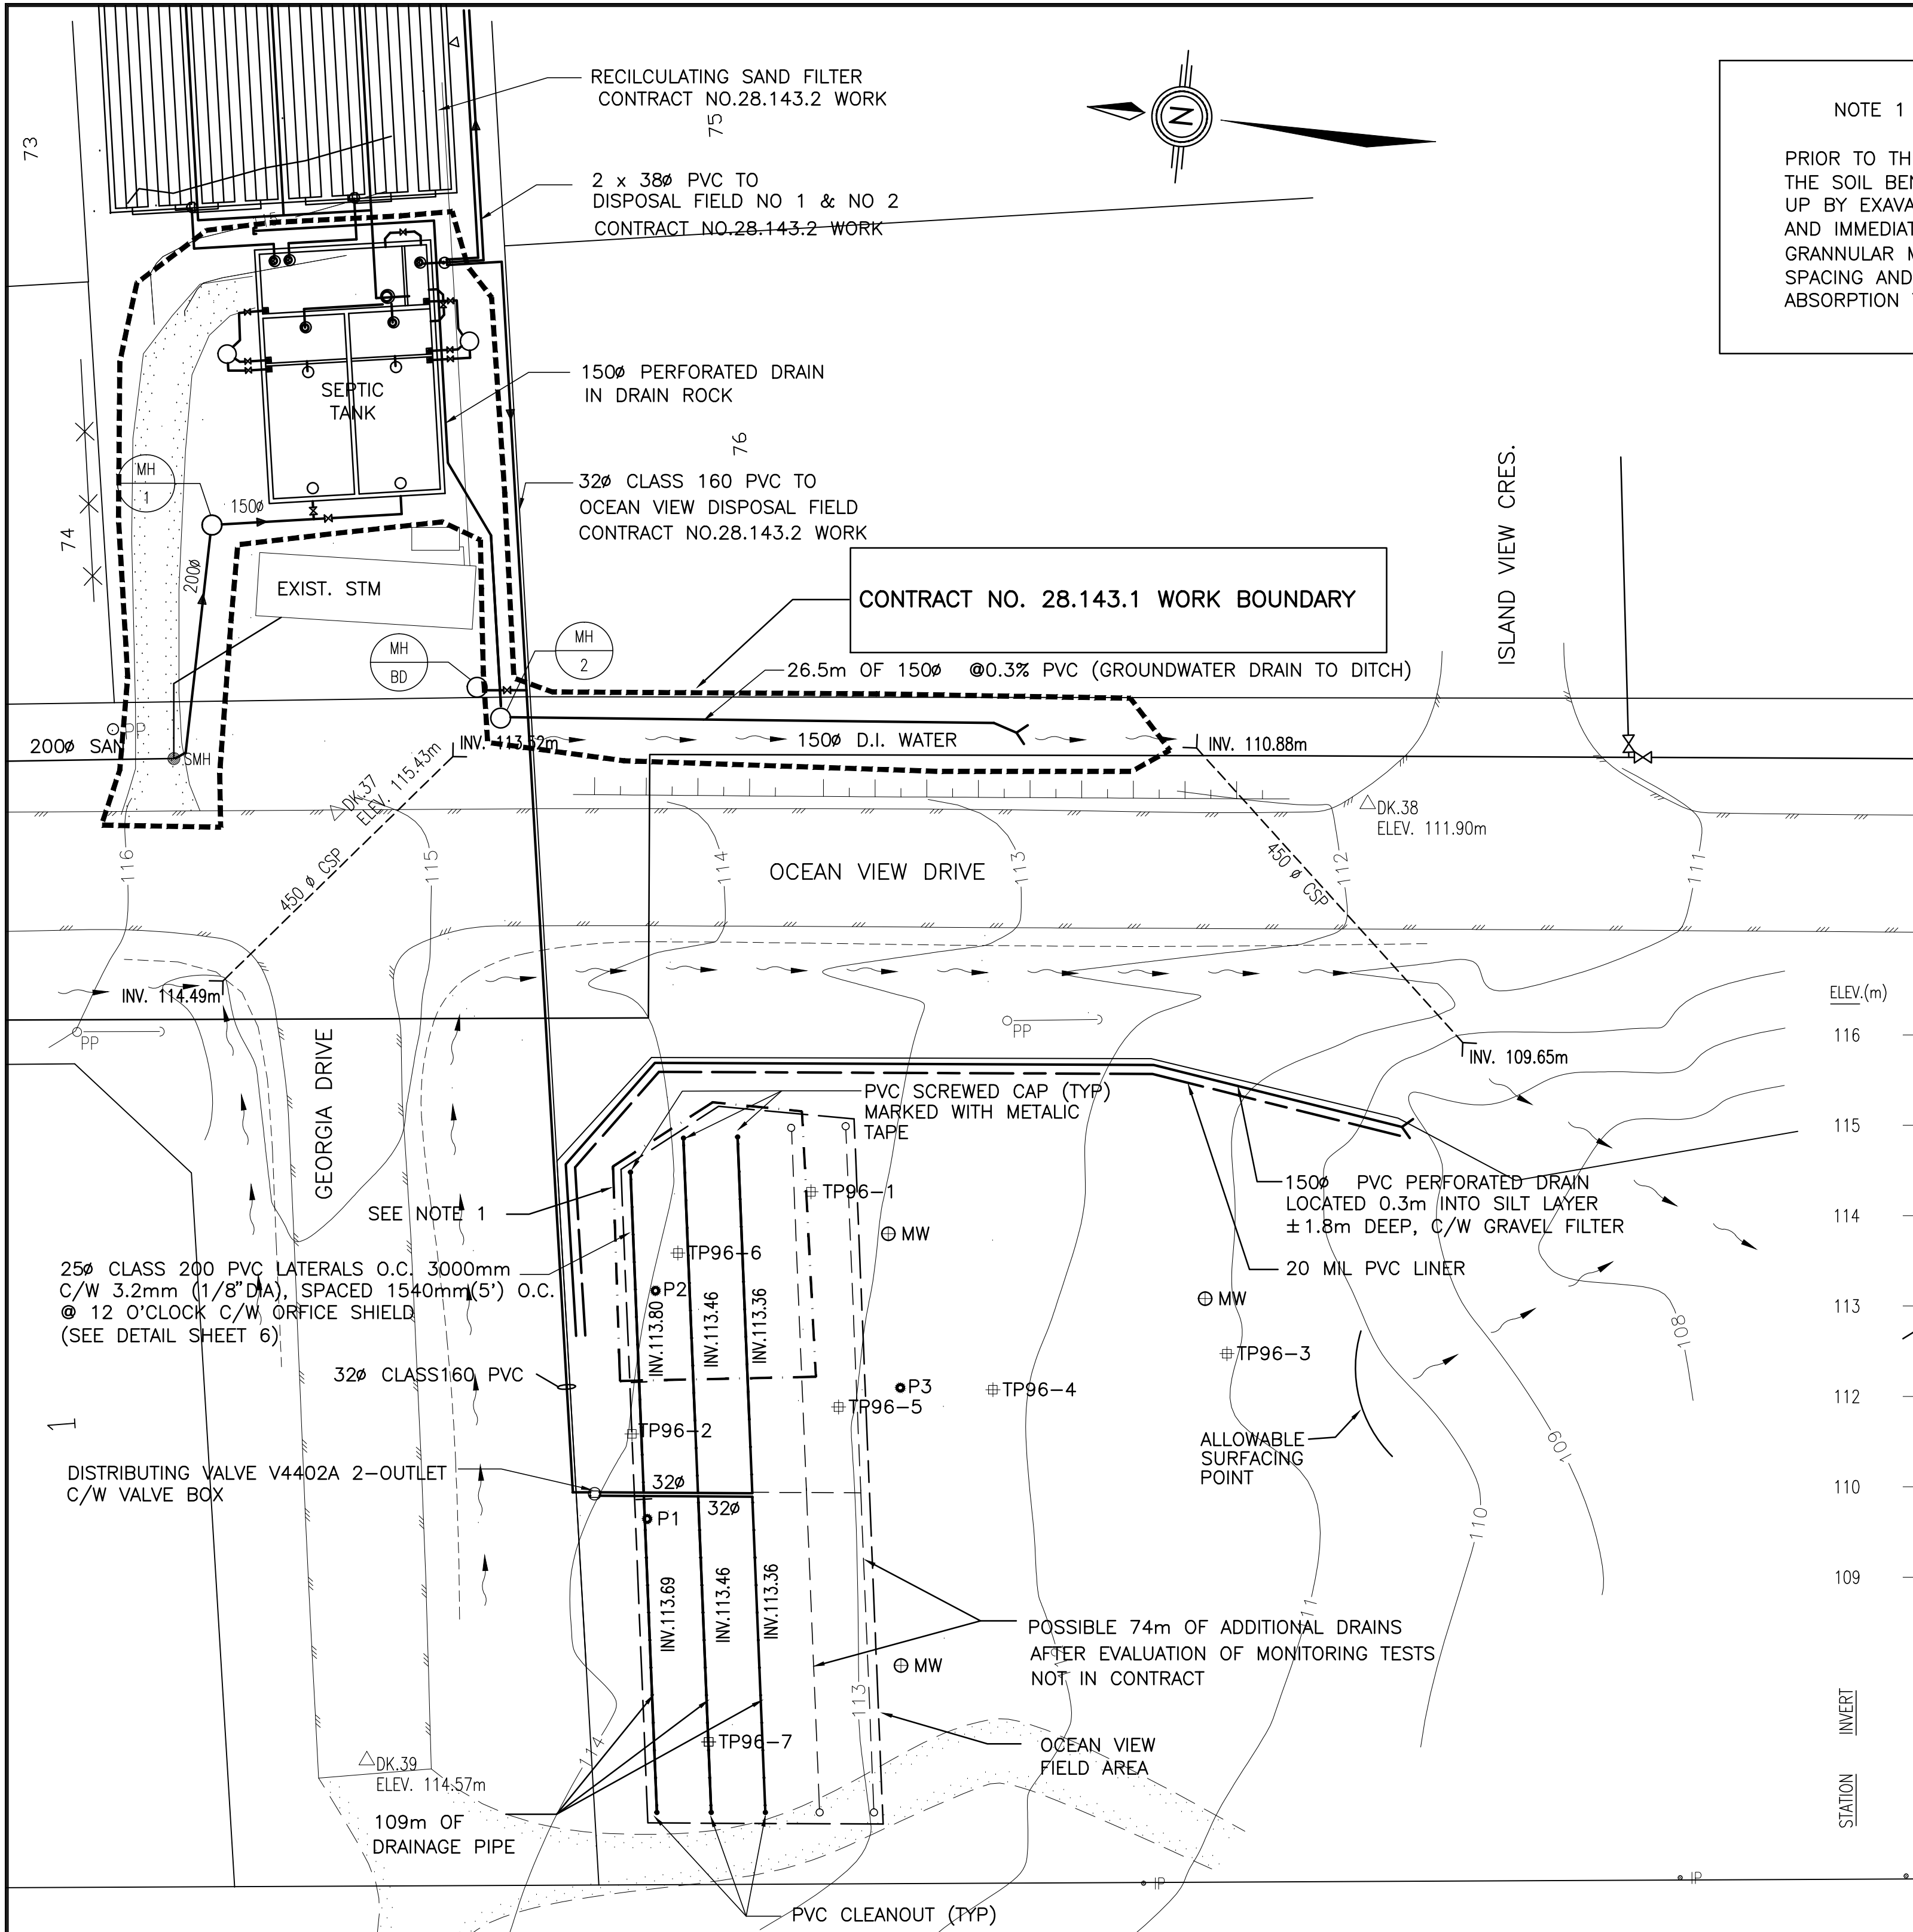 RECILCULATING SAND FILTER
CONTRACT NO.28.143.2 WORK
73
75
N
2 x 38ø PVC TO
DISPOSAL FIELD NO 1 & NO 2
CONTRACT NO.28.143.2 WORK
NOTE 1
PRIOR TO TH
THE SOIL BEN
UP BY EXAVA
AND IMMEDIAT
GRANNULAR M
SPACING AND
ABSORPTION
SEPTIC
TANK
150ø PERFORATED DRAIN
IN DRAIN ROCK
76
32ø CLASS 160 PVC TO
OCEAN VIEW DISPOSAL FIELD
CONTRACT NO.28.143.2 WORK
MH
1
150ø
200ø
74
EXIST. STM
ISLAND VIEW CRES.
CONTRACT NO. 28.143.1 WORK BOUNDARY
MH
BD
MH
2
26.5m OF 150ø @0.3% PVC (GROUNDWATER DRAIN TO DITCH)
PP
200ø SAN
SMH
INV. 113.52m
150ø D.I. WATER
INV. 110.88m
DK.37
ELEV. 115.43m
DK.38
ELEV. 111.90m
116
115
114
113
112
111
450 ø CSP
OCEAN VIEW DRIVE
450 ø CSP
INV. 114.49m
PP
PP
INV. 109.65m
GEORGIA DRIVE
ELEV.(m)
116
115
114
113
112
110
109
INVERT
STATION
PVC SCREWED CAP (TYP)
MARKED WITH METALIC
TAPE
TP96-1
MW
SEE NOTE 1
TP96-6
150ø PVC PERFORATED DRAIN
LOCATED 0.3m INTO SILT LAYER
±1.8m DEEP, C/W GRAVEL FILTER
20 MIL PVC LINER
25ø CLASS 200 PVC LATERALS O.C. 3000mm
C/W 3.2mm (1/8"DIA), SPACED 1540mm(5') O.C.
@ 12 O'CLOCK C/W ORFICE SHIELD
(SEE DETAIL SHEET 6)
P2
INV.113.80
INV.113.46
INV.113.36
MW
TP96-3
108
32ø CLASS160 PVC
P3
TP96-4
TP96-5
TP96-2
1
ALLOWABLE
SURFACING
POINT
109
DISTRIBUTING VALVE V4402A 2-OUTLET
C/W VALVE BOX
32ø
32ø
P1
110
INV.113.69
INV.113.46
INV.113.36
111
POSSIBLE 74m OF ADDITIONAL DRAINS
AFTER EVALUATION OF MONITORING TESTS
NOT IN CONTRACT
MW
113
114
TP96-7
OCEAN VIEW
FIELD AREA
DK.39
ELEV. 114.57m
109m OF
DRAINAGE PIPE
IP
IP
PVC CLEANOUT (TYP)